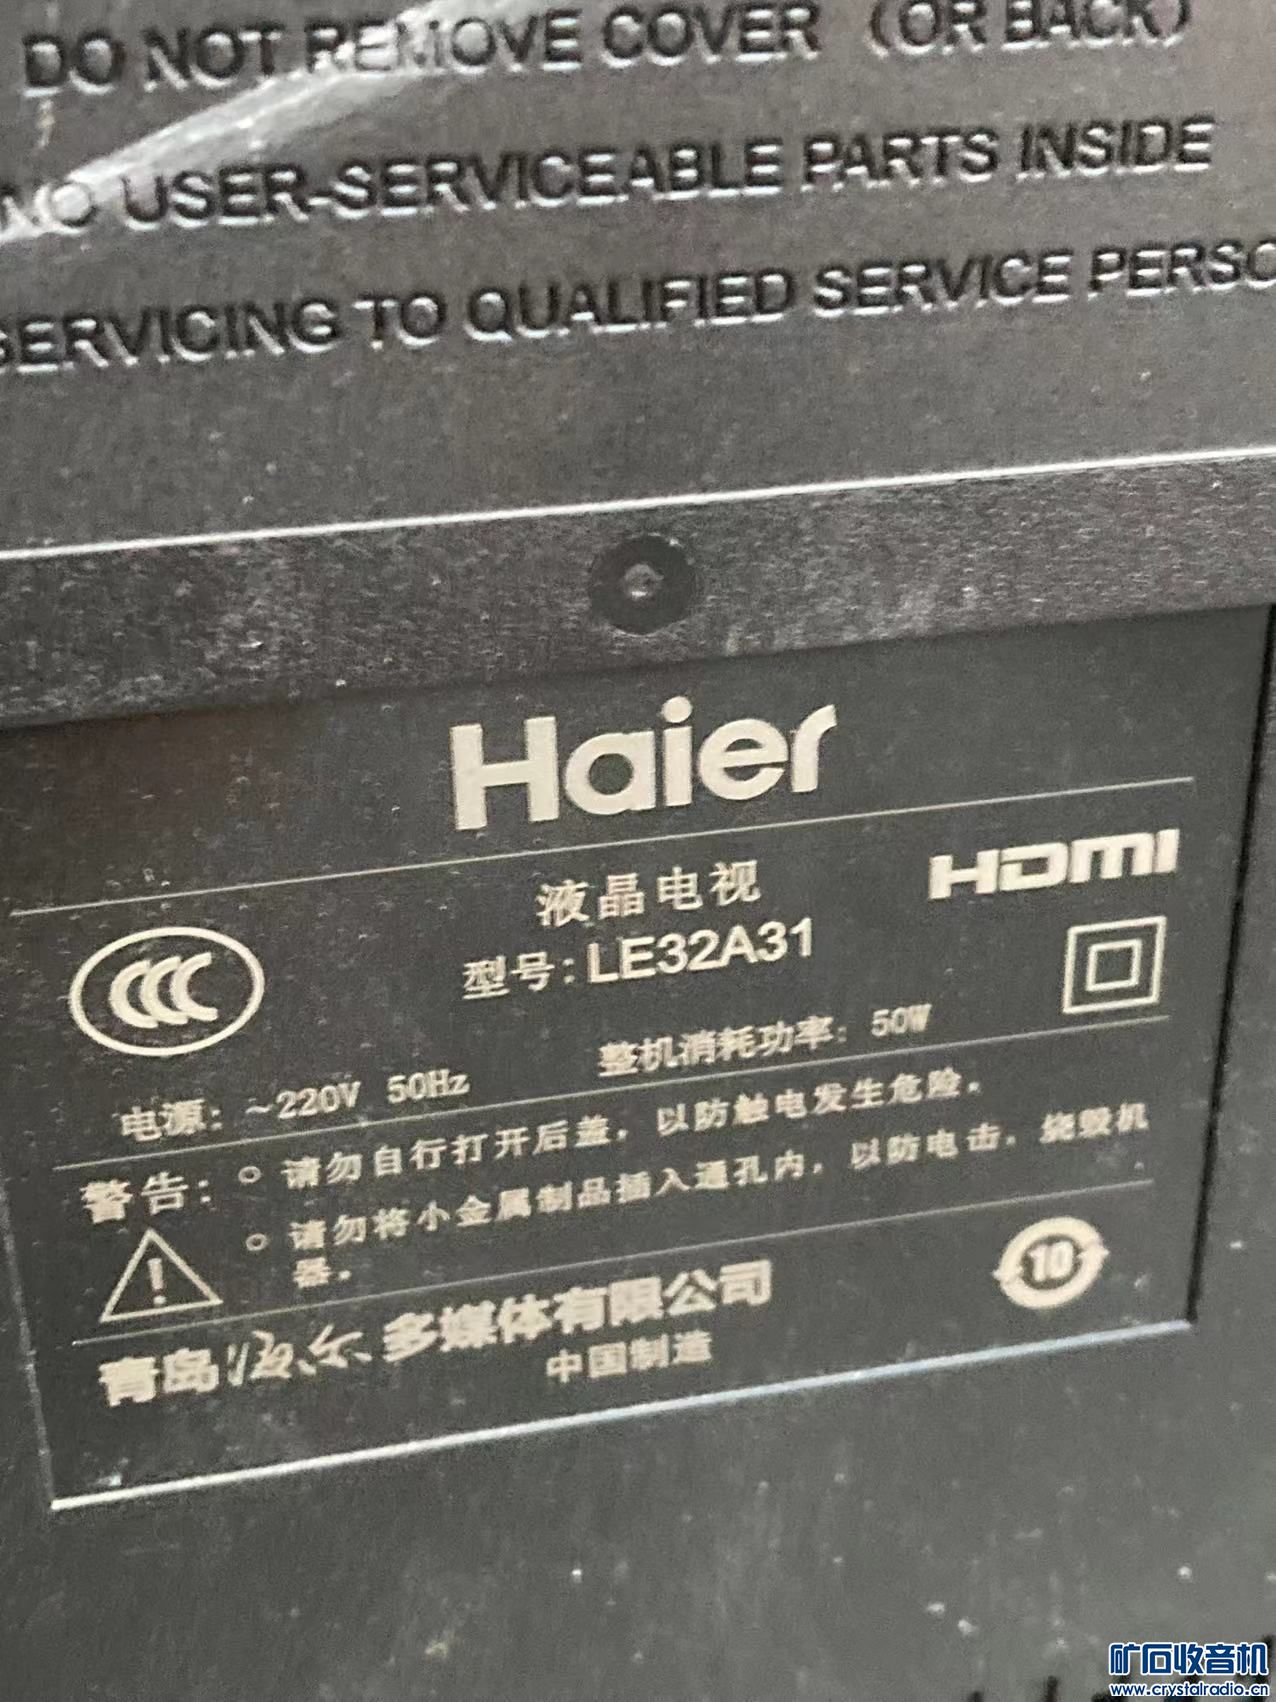 DO NOT REMOVE COVER (OR BACK)
NO USER-SERVICEABLE PARTS INSIDE
SERVICING TO QUALIFIED SERVICE PERSO
Haier
液晶电视
HDMI
型号:LE32A31
电源:~220V 50Hz 整机消耗功率:50W
警告:○ 请勿自行打开后盖，以防触电发生危险.
○ 请勿将小金属制品插入通孔内，以防电击，烧毁机
器.
10
青岛海尔多媒体有限公司
中国制造
矿石收音机
www.crystalradio.cn